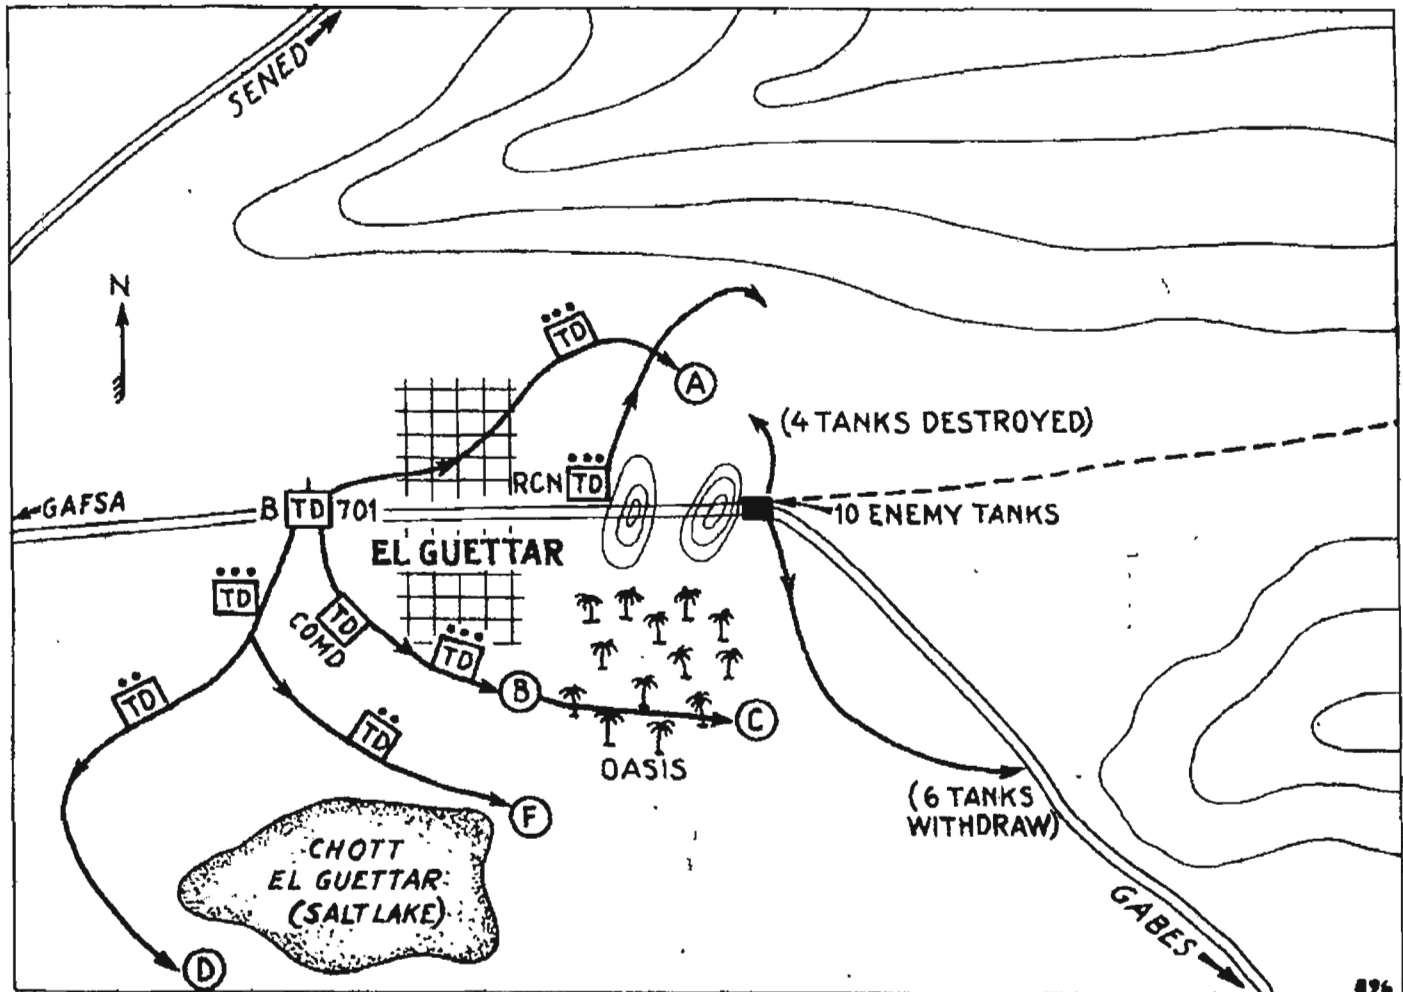 SENED
N
TD
A
(4 TANKS DESTROYED)
RCN TD
GAFSA
B TD 701
10 ENEMY TANKS
EL GUETTAR
TD
TD
COMD
TD
TD
B
C
OASIS
TD
F
(6 TANKS
WITHDRAW)
CHOTT
EL GUETTAR
(SALT LAKE)
GABES
D
896